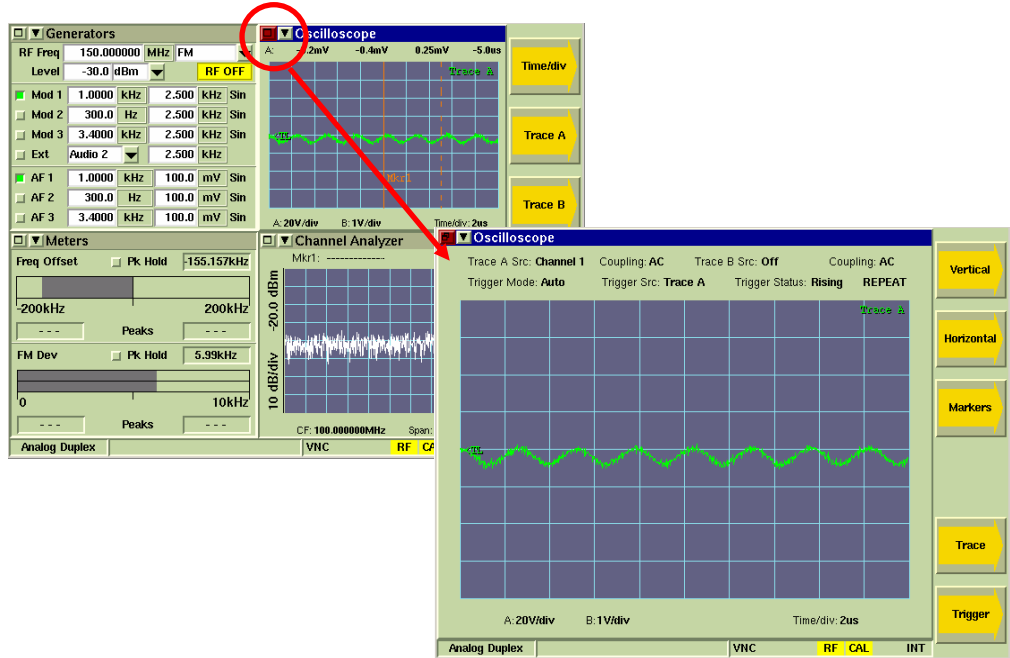 Generators
RF Freq 150.000000 MHz FM
Level -30.0 dBm RF OFF
Mod 1 1.0000 kHz 2.500 kHz Sin
Mod 2 300.0 Hz 2.500 kHz Sin
Mod 3 3.4000 kHz 2.500 kHz Sin
Ext Audio 2 2.500 kHz
AF 1 1.0000 kHz 100.0 mV Sin
AF 2 300.0 Hz 100.0 mV Sin
AF 3 3.4000 kHz 100.0 mV Sin
Oscilloscope
A: .2mV -0.4mV 0.25mV -5.0us
Trace A
Mkr1
A: 20V/div B: 1V/div Time/div: 2us
Time/div
Trace A
Trace B
Meters
Freq Offset Pk Hold -155.157kHz
-200kHz 200kHz
- - - Peaks - - -
FM Dev Pk Hold 5.99kHz
0 10kHz
- - - Peaks - - -
Channel Analyzer
Mkr1: -------------
10 dB/div -20.0 dBm
CF: 100.000000MHz Span:
Analog Duplex VNC RF
Oscilloscope
Trace A Src: Channel 1 Coupling: AC Trace B Src: Off Coupling: AC
Trigger Mode: Auto Trigger Src: Trace A Trigger Status: Rising REPEAT
Trace A
A: 20V/div B: 1V/div Time/div: 2us
Vertical
Horizontal
Markers
Trace
Trigger
Analog Duplex VNC RF CAL INT